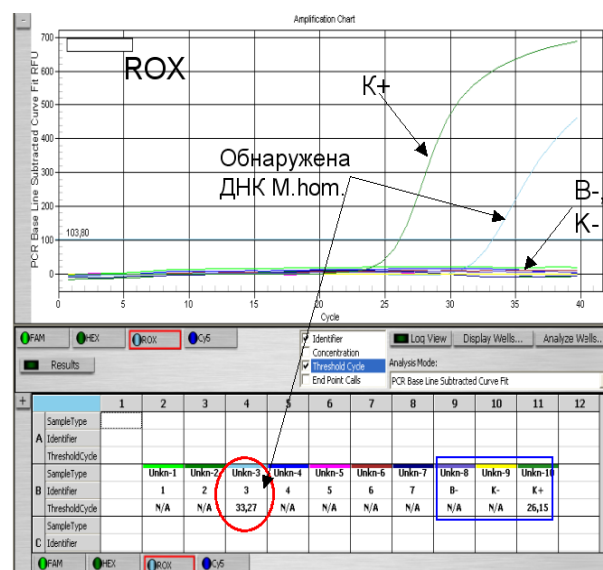 Amplification Chart
PCR Base Line Subtracted Curve Fit RFU
700
600
500
400
300
200
100
0
103,80
ROX
K+
Обнаружена
ДНК M.hom.
B-,
K-
0 5 10 15 20 25 30 35 40
Cycle
FAM HEX ROX Cy5
Results
Identifier
Concentration
Threshold Cycle
End Point Calls
Log View Display Wells... Analyze Wells..
Analysis Mode:
PCR Base Line Subtracted Curve Fit
1 2 3 4 5 6 7 8 9 10 11 12
SampleType
A Identifier
ThresholdCycle
SampleType Unkn-1 Unkn-2 Unkn-3 Unkn-4 Unkn-5 Unkn-6 Unkn-7 Unkn-8 Unkn-9 Unkn-10
B Identifier 1 2 3 4 5 6 7 B- K- K+
ThresholdCycle N/A N/A 33,27 N/A N/A N/A N/A N/A N/A 26,15
SampleType
C Identifier
FAM HEX ROX Cy5